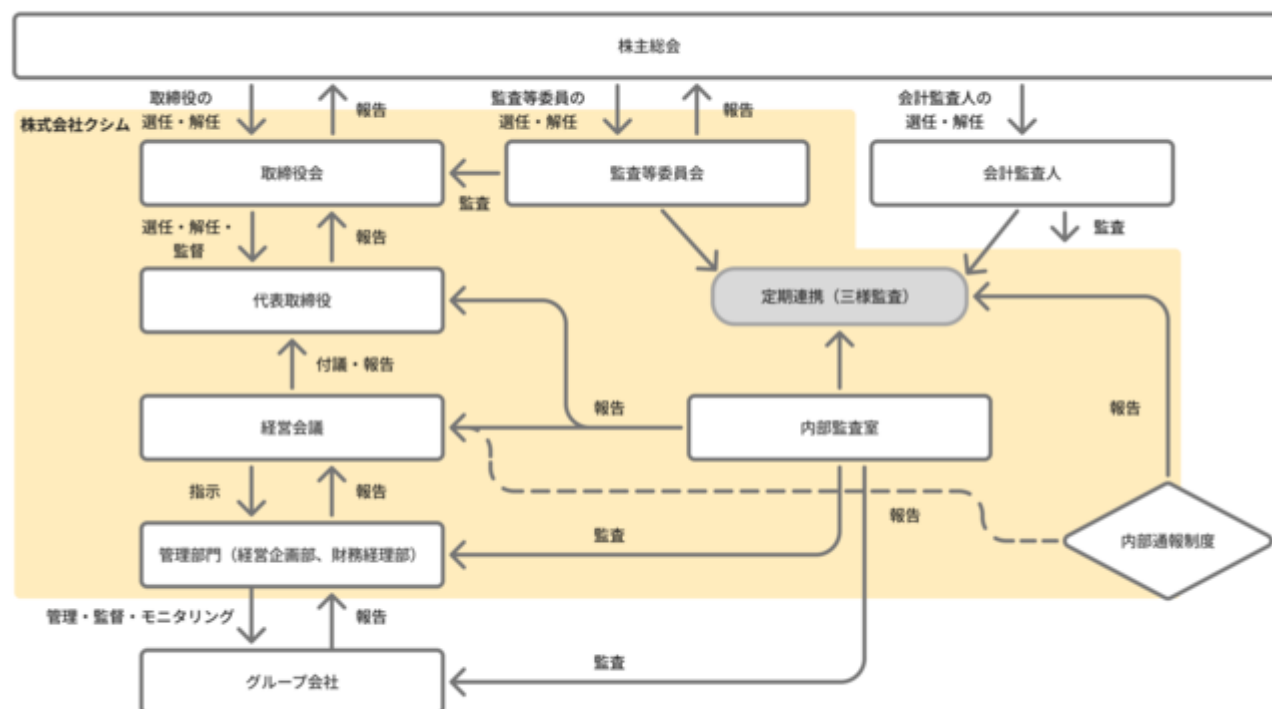 株主総会
取締役の
選任・解任
報告
監査等委員の
選任・解任
報告
会計監査人の
選任・解任
株式会社クシム
取締役会
監査
監査等委員会
会計監査人
選任・解任・
監督
報告
監査
代表取締役
定期連携（三様監査）
付議・報告
経営会議
報告
内部監査室
報告
指示
報告
報告
管理部門（経営企画部、財務経理部）
監査
内部通報制度
管理・監督・モニタリング
報告
グループ会社
監査